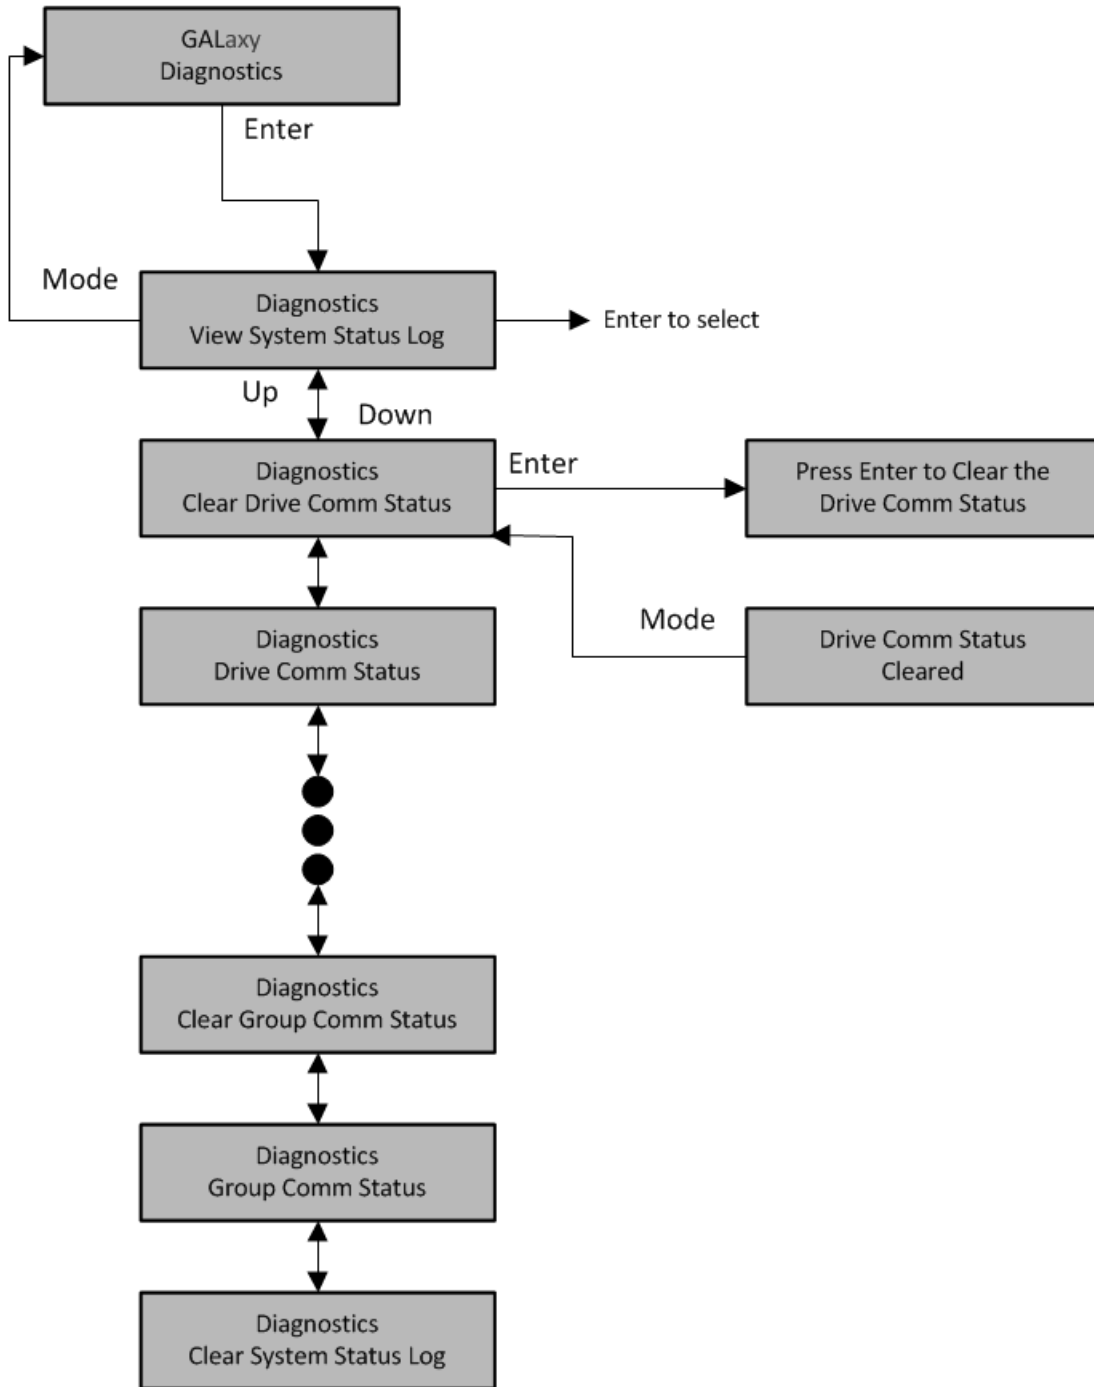 GALaxy
Diagnostics
Enter
Mode
Diagnostics
View System Status Log
Enter to select
Up
Down
Diagnostics
Clear Drive Comm Status
Enter
Press Enter to Clear the
Drive Comm Status
Diagnostics
Drive Comm Status
Mode
Drive Comm Status
Cleared
Diagnostics
Clear Group Comm Status
Diagnostics
Group Comm Status
Diagnostics
Clear System Status Log